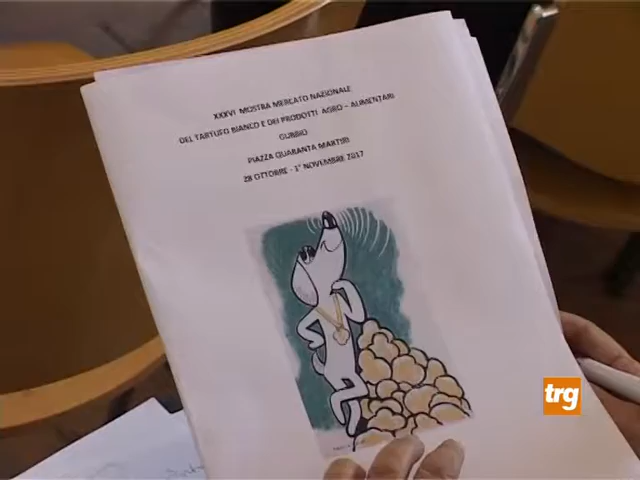 XXXVI MOSTRA MERCATO NAZIONALE
DEL TARTUFO BIANCO E DEI PRODOTTI AGRO – ALIMENTARI
GUBBIO
PIAZZA QUARANTA MARTIRI
28 OTTOBRE - 1° NOVEMBRE 2017
trg